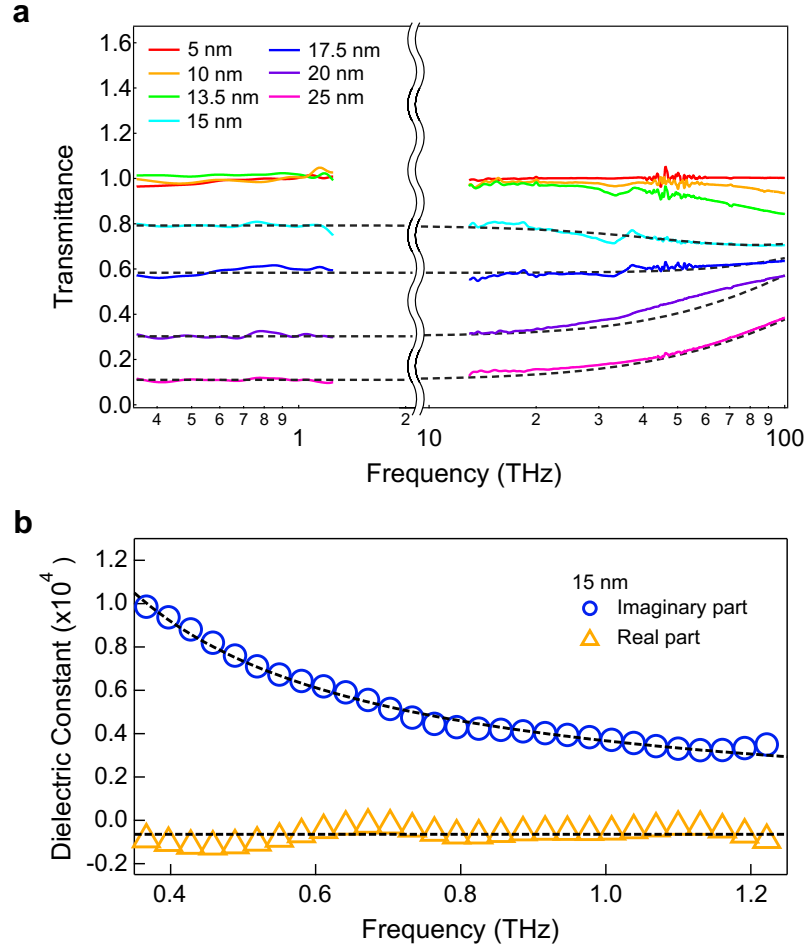 a
1.6
1.4
1.2
1.0
0.8
0.6
0.4
0.2
0.0
Transmittance
5 nm
10 nm
13.5 nm
15 nm
17.5 nm
20 nm
25 nm
4 5 6 7 8 9 2 2 3 4 5 6 7 8 9
1 10 100
Frequency (THz)
b
1.2
1.0
0.8
0.6
0.4
0.2
0.0
-0.2
Dielectric Constant (x10⁴)
15 nm
Imaginary part
Real part
0.4 0.6 0.8 1.0 1.2
Frequency (THz)